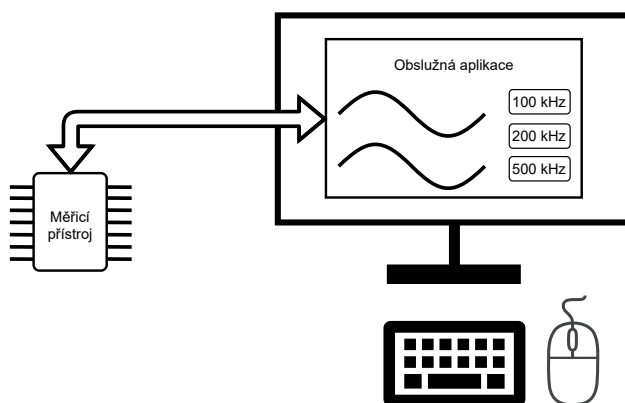 Obslužná aplikace
100 kHz
200 kHz
500 kHz
Měřicí
přístroj